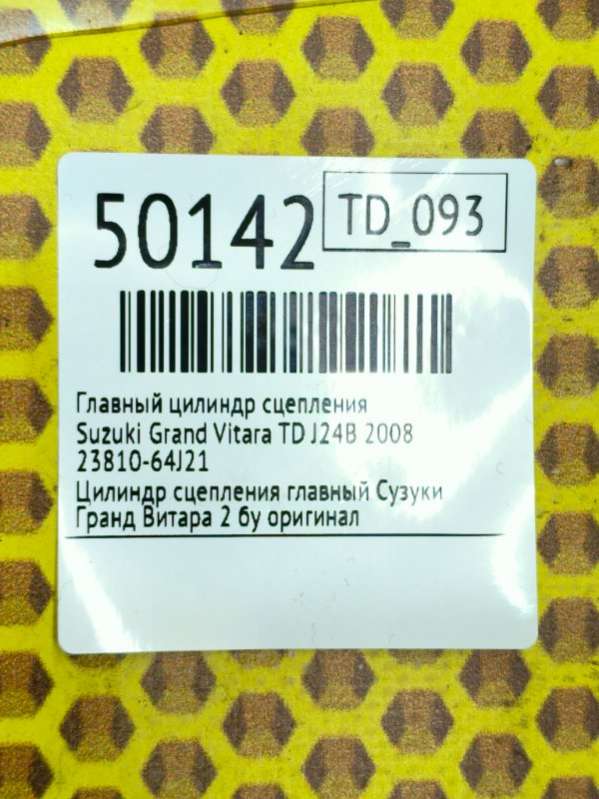 50142
TD_093
Главный цилиндр сцепления
Suzuki Grand Vitara TD J24B 2008
23810-64J21
Цилиндр сцепления главный Сузуки
Гранд Витара 2 бу оригинал